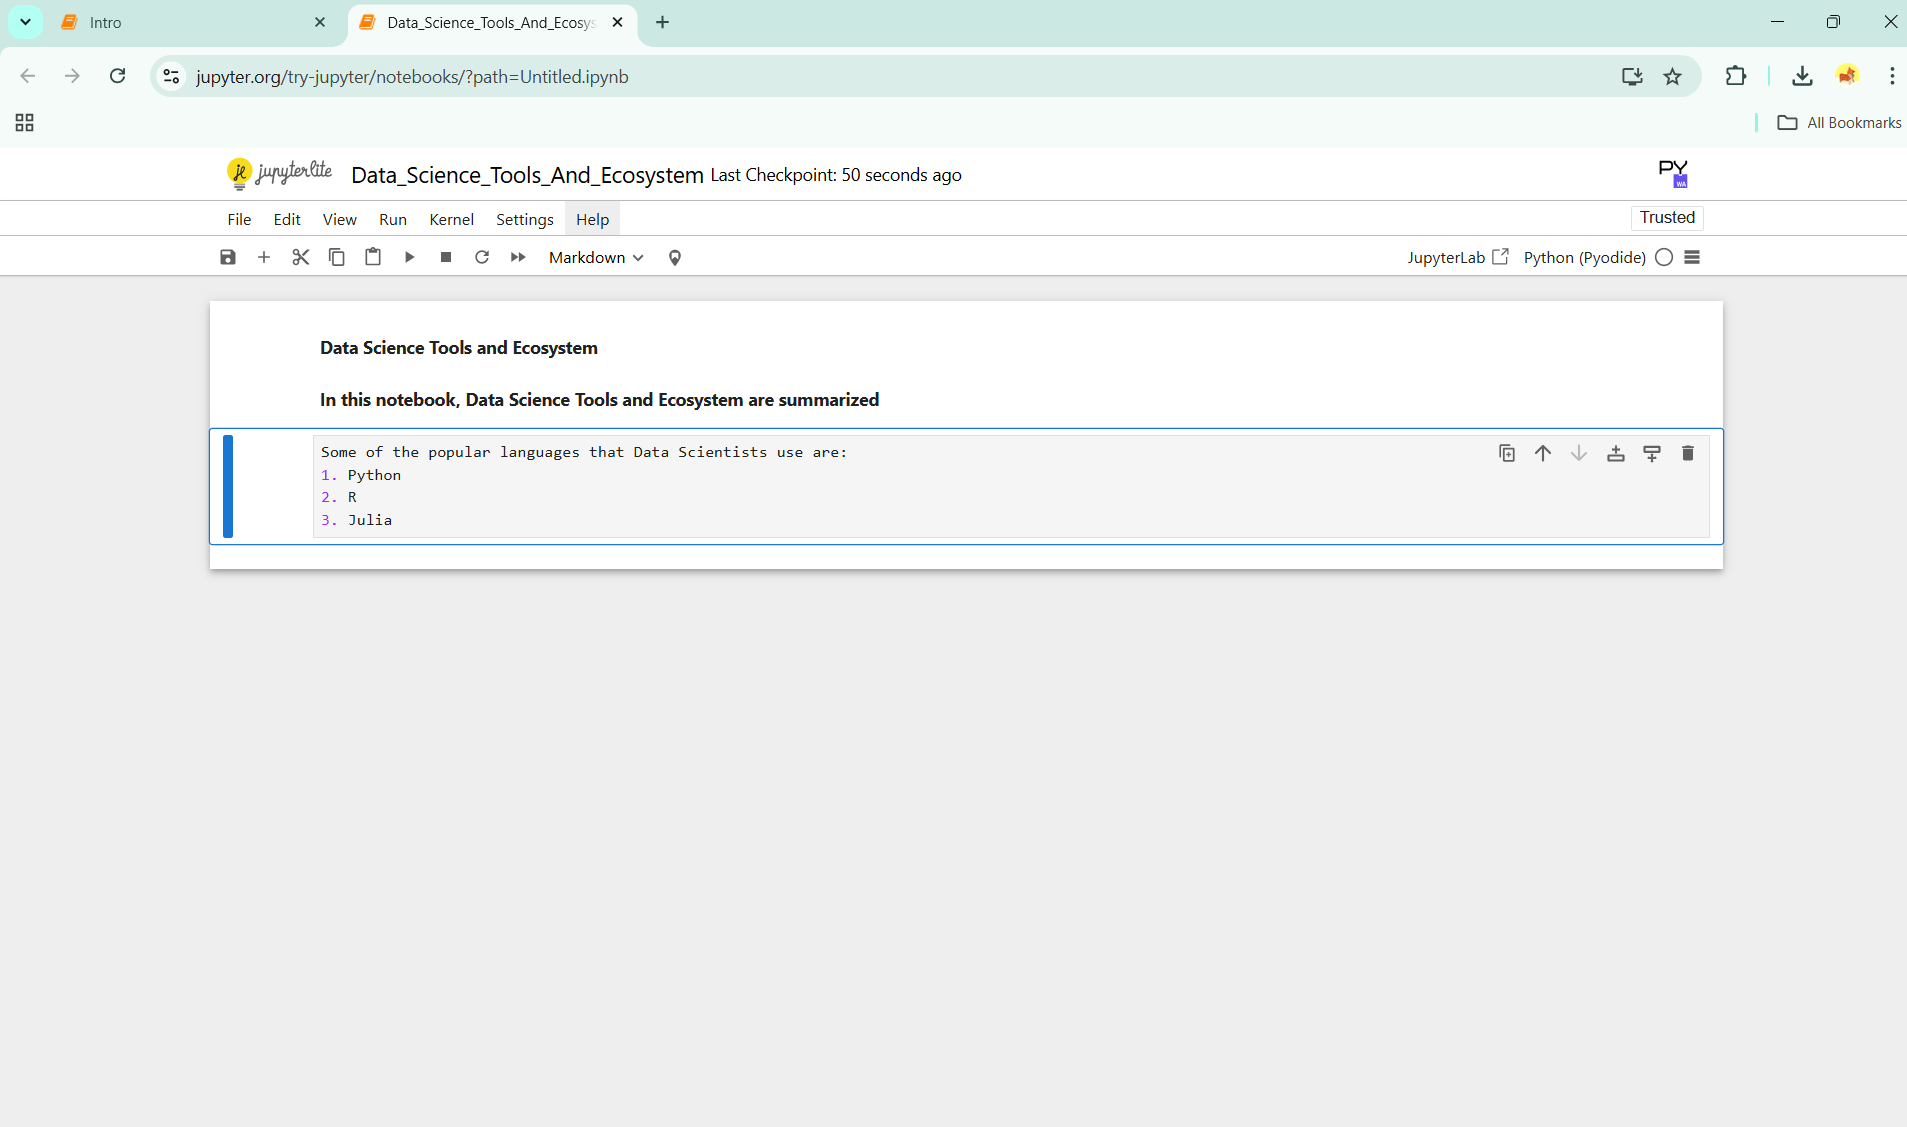 Intro
Data_Science_Tools_And_Ecosys
jupyter.org/try-jupyter/notebooks/?path=Untitled.ipynb
All Bookmarks
jupyterlite
Data_Science_Tools_And_Ecosystem Last Checkpoint: 50 seconds ago
PY
WA
File Edit View Run Kernel Settings Help
Trusted
Markdown
JupyterLab
Python (Pyodide)
Data Science Tools and Ecosystem
In this notebook, Data Science Tools and Ecosystem are summarized
Some of the popular languages that Data Scientists use are:
1. Python
2. R
3. Julia